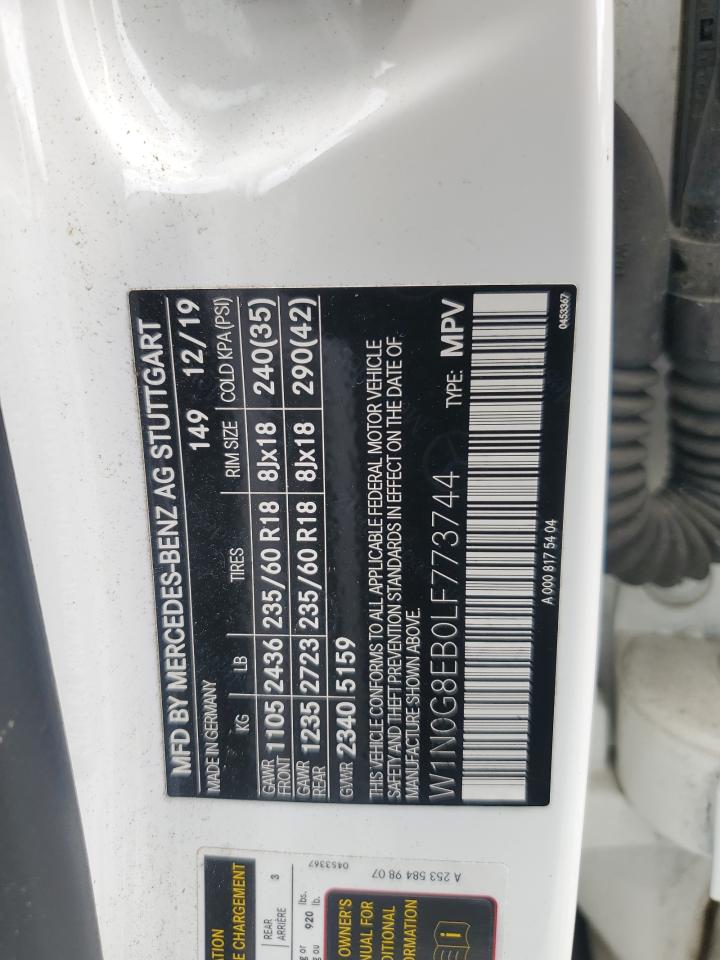 MFD BY MERCEDES-BENZ AG STUTTGART
MADE IN GERMANY 149 12/19
KG LB TIRES RIM SIZE COLD KPA (PSI)
GAWR FRONT 1105 2436 235/60 R18 8Jx18 240(35)
GAWR REAR 1235 2723 235/60 R18 8Jx18 290(42)
GVWR 2340 5159
THIS VEHICLE CONFORMS TO ALL APPLICABLE FEDERAL MOTOR VEHICLE
SAFETY AND THEFT PREVENTION STANDARDS IN EFFECT ON THE DATE OF
MANUFACTURE SHOWN ABOVE.
W1N0G8EB0LF773744 TYPE: MPV
A 000 817 54 04 0453367
E CHARGEMENT
REAR
ARRIÈRE 3
ou 920 lb.
lbs.
OWNER'S
FOR
0453367
A 253 584 98 07
i